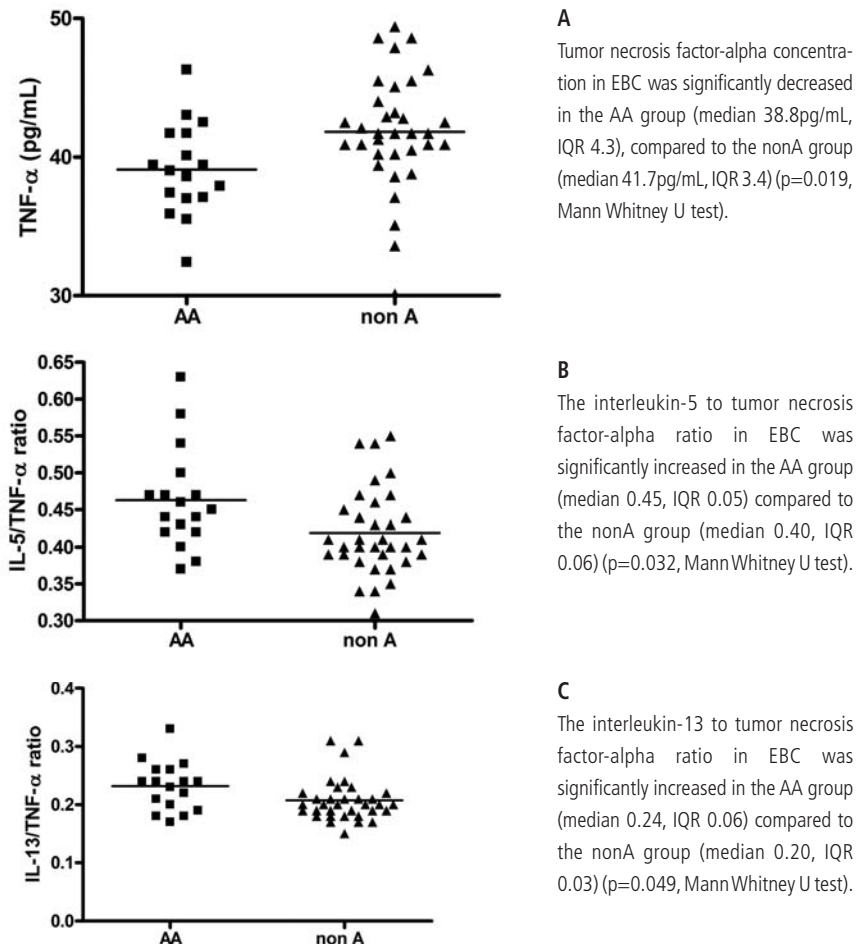 50
40
30
TNF-α (pg/mL)
AA
non A
A
Tumor necrosis factor-alpha concentra-
tion in EBC was significantly decreased
in the AA group (median 38.8pg/mL,
IQR 4.3), compared to the nonA group
(median 41.7pg/mL, IQR 3.4) (p=0.019,
Mann Whitney U test).
0.65
0.60
0.55
0.50
0.45
0.40
0.35
0.30
IL-5/TNF-α ratio
AA
non A
B
The interleukin-5 to tumor necrosis
factor-alpha ratio in EBC was
significantly increased in the AA group
(median 0.45, IQR 0.05) compared to
the nonA group (median 0.40, IQR
0.06) (p=0.032, Mann Whitney U test).
0.4
0.3
0.2
0.1
0.0
IL-13/TNF-α ratio
AA
non A
C
The interleukin-13 to tumor necrosis
factor-alpha ratio in EBC was
significantly increased in the AA group
(median 0.24, IQR 0.06) compared to
the nonA group (median 0.20, IQR
0.03) (p=0.049, Mann Whitney U test).